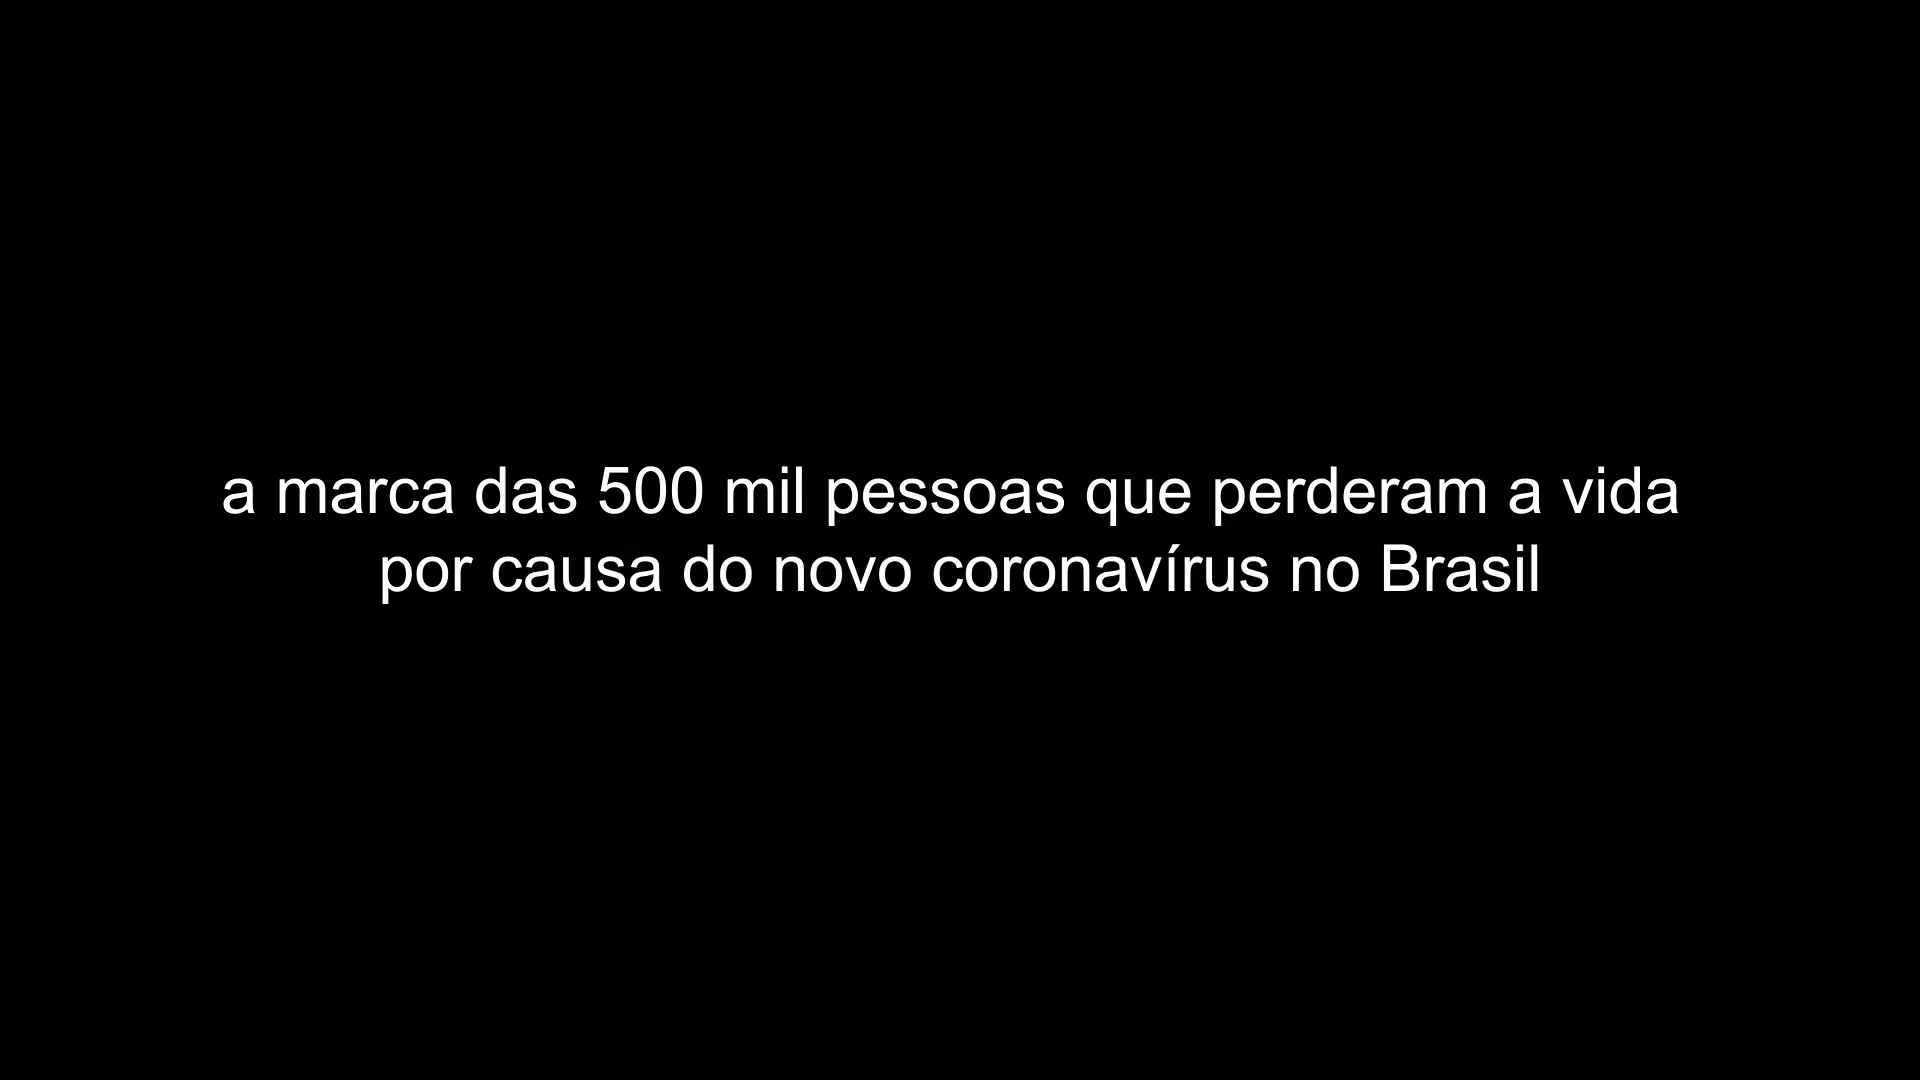 a marca das 500 mil pessoas que perderam a vida
por causa do novo coronavírus no Brasil